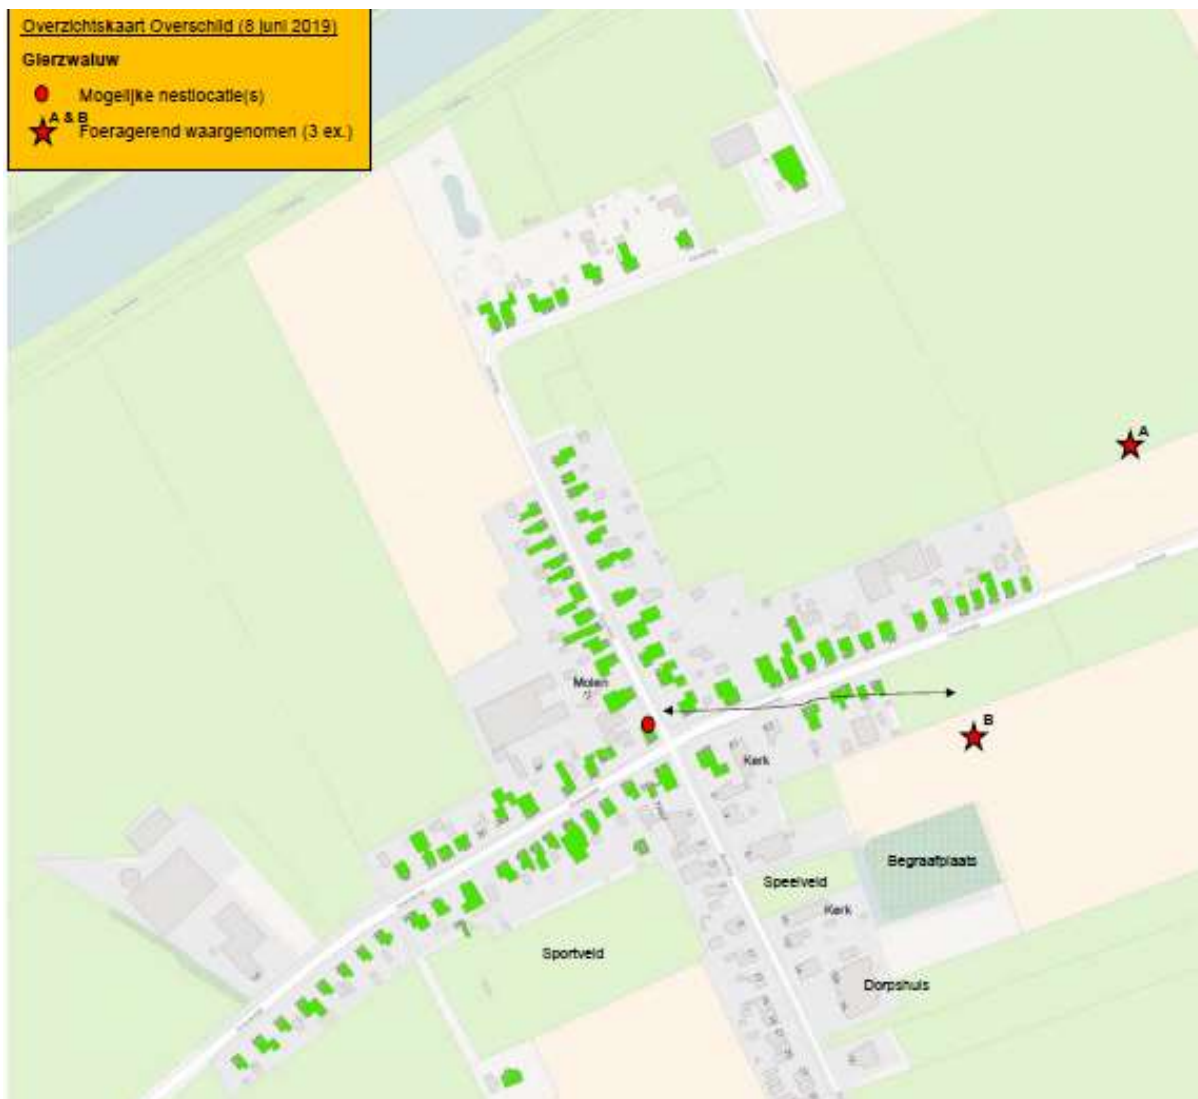 Overzichtskaart Overschild (8 juni 2019)
Gierzwaluw
Mogelijke nestlocatie(s)
A & B
Foeragerend waargenomen (3 ex.)
A
Molen
B
Kerk
Begraafplaats
Speelveld
Kerk
Sportveld
Dorpshuis